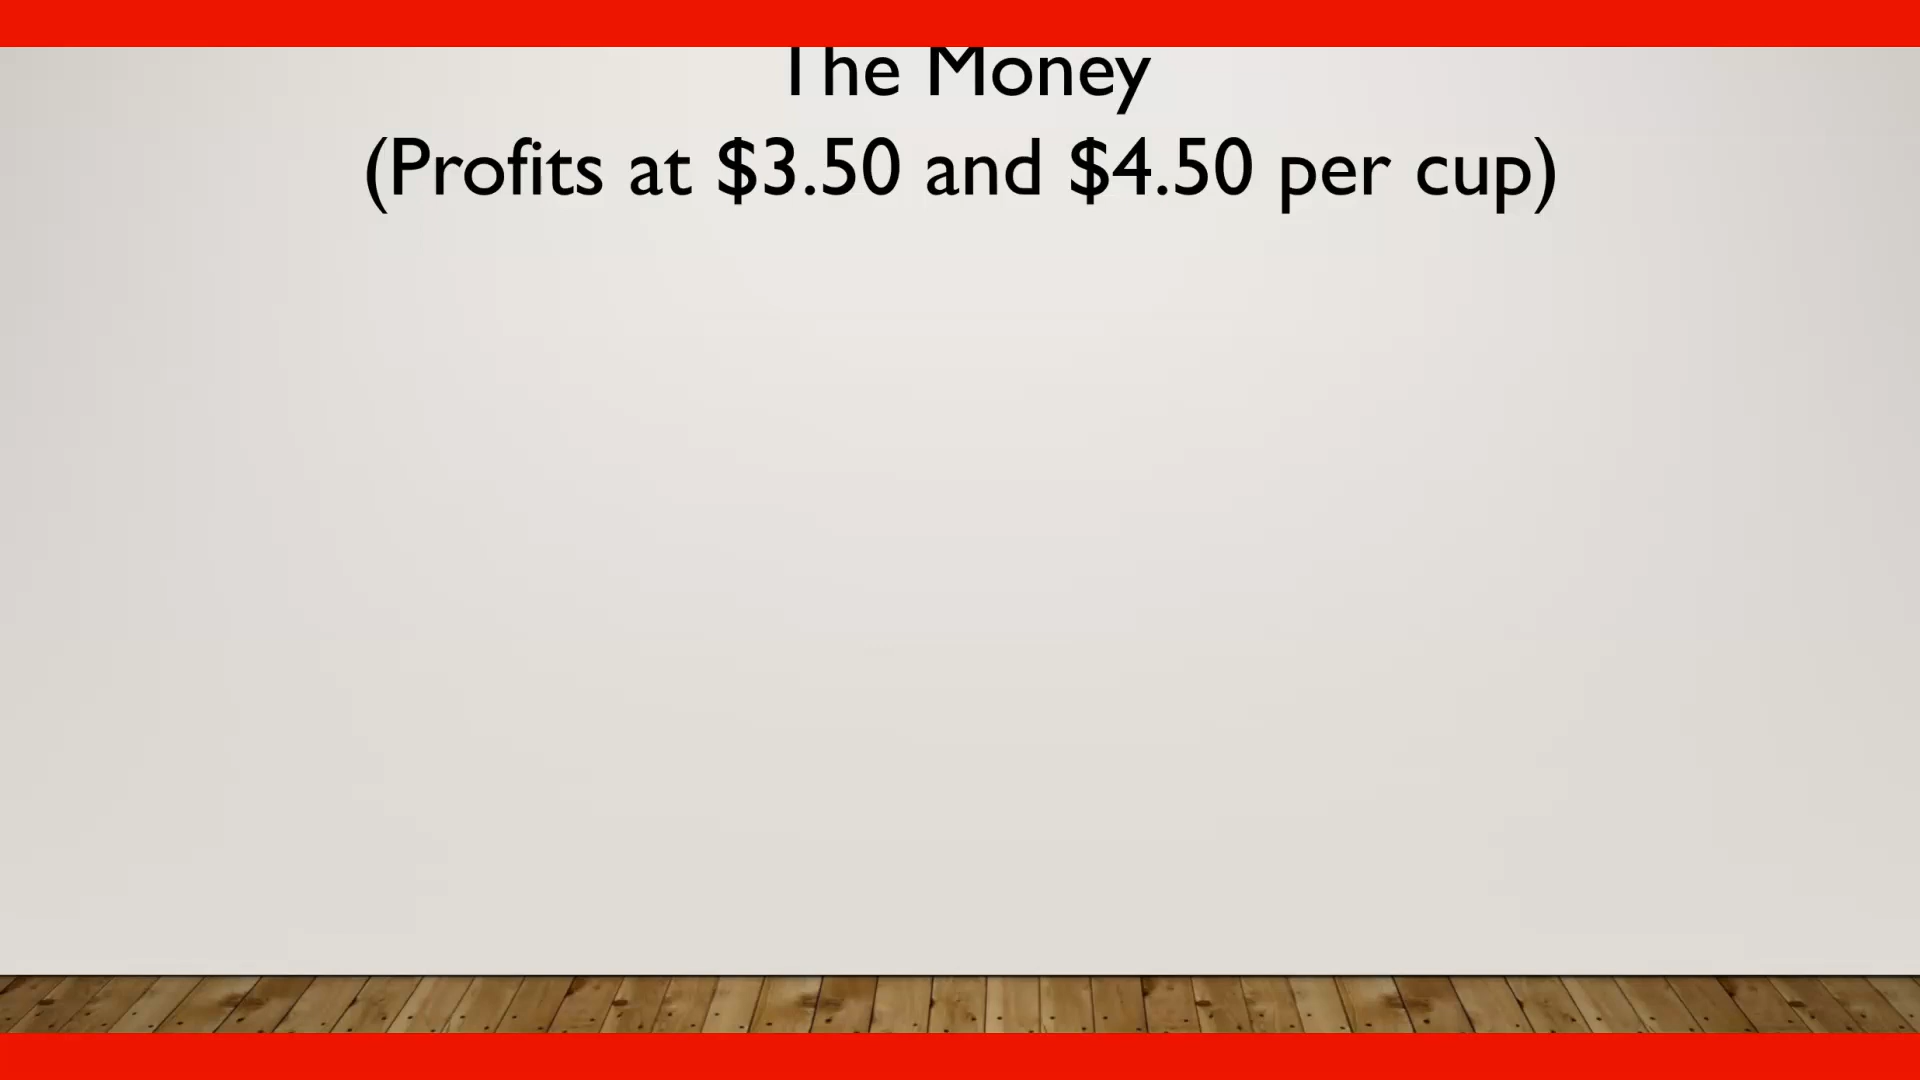 The Money
(Profits at $3.50 and $4.50 per cup)